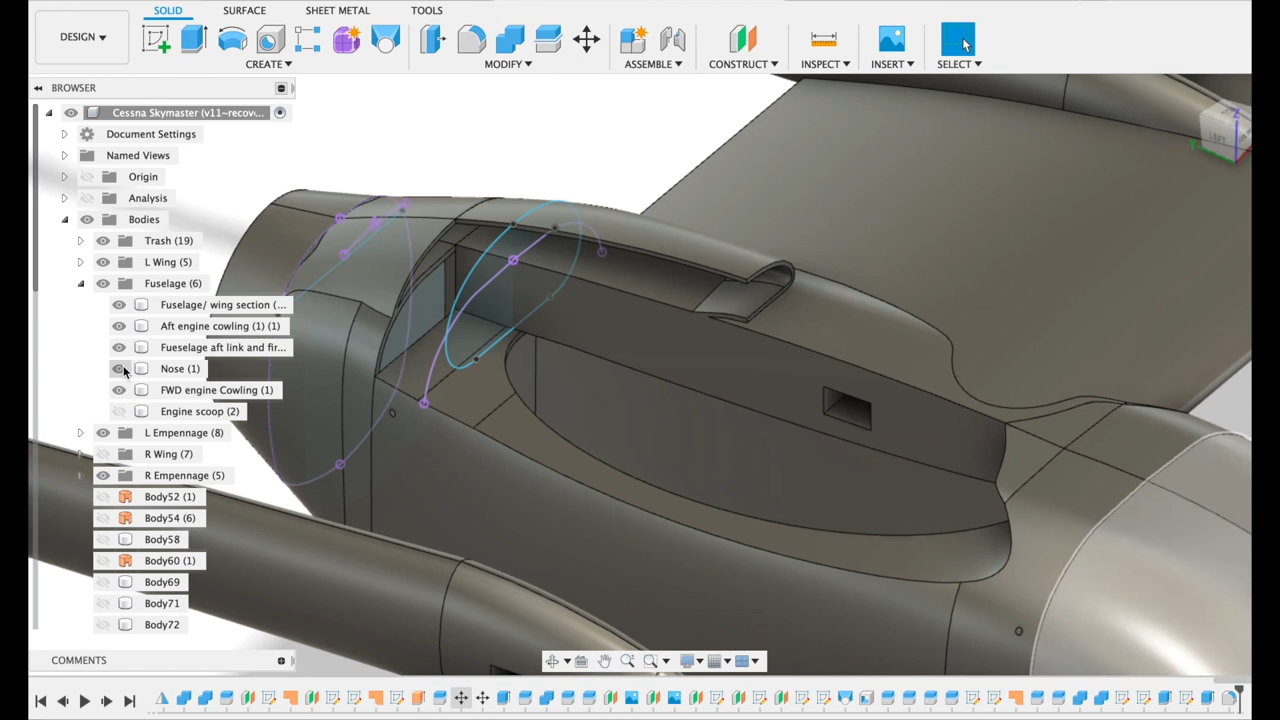 SOLID SURFACE SHEET METAL TOOLS
DESIGN
CREATE MODIFY ASSEMBLE CONSTRUCT INSPECT INSERT SELECT
BROWSER
Cessna Skymaster (v11~recov...
Document Settings
Named Views
Origin
Analysis
Bodies
Trash (19)
L Wing (5)
Fuselage (6)
Fuselage/ wing section (...
Aft engine cowling (1) (1)
Fueselage aft link and fir...
Nose (1)
FWD engine Cowling (1)
Engine scoop (2)
L Empennage (8)
R Wing (7)
R Empennage (5)
Body52 (1)
Body54 (6)
Body58
Body60 (1)
Body69
Body71
Body72
COMMENTS
Z
Y
LEFT